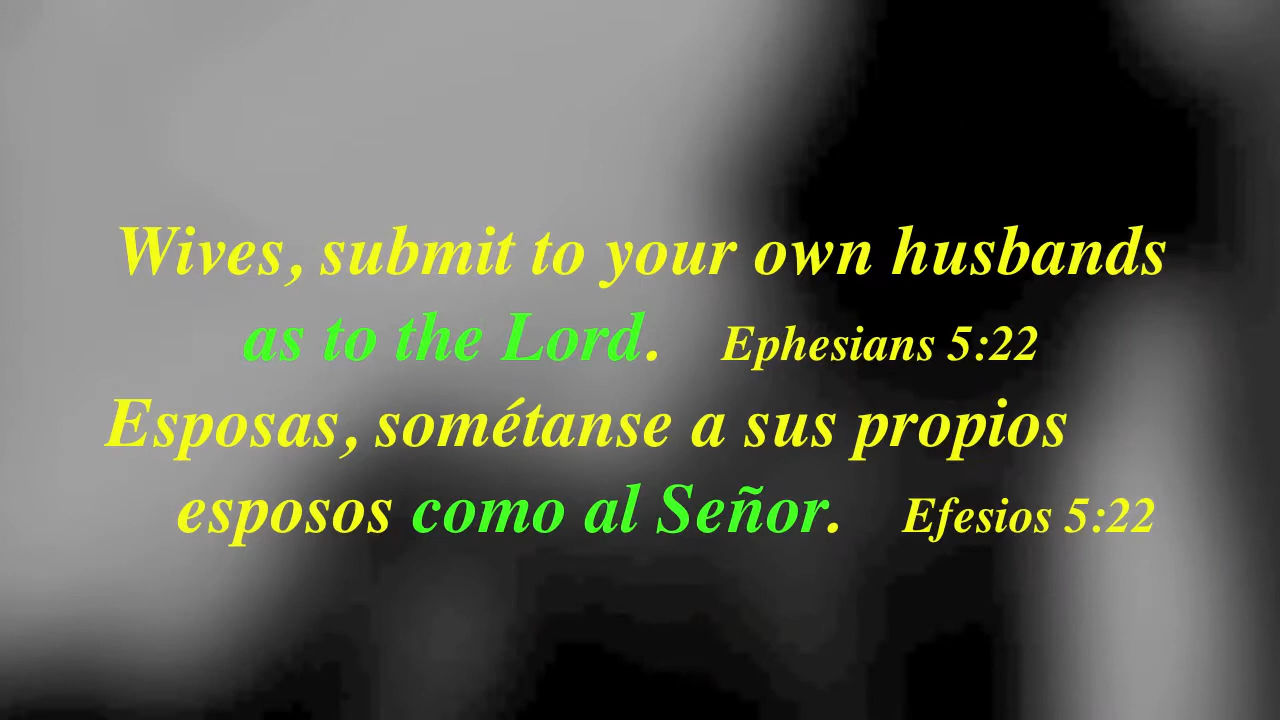 Wives, submit to your own husbands
as to the Lord. Ephesians 5:22
Esposas, sométanse a sus propios
esposos como al Señor. Efesios 5:22